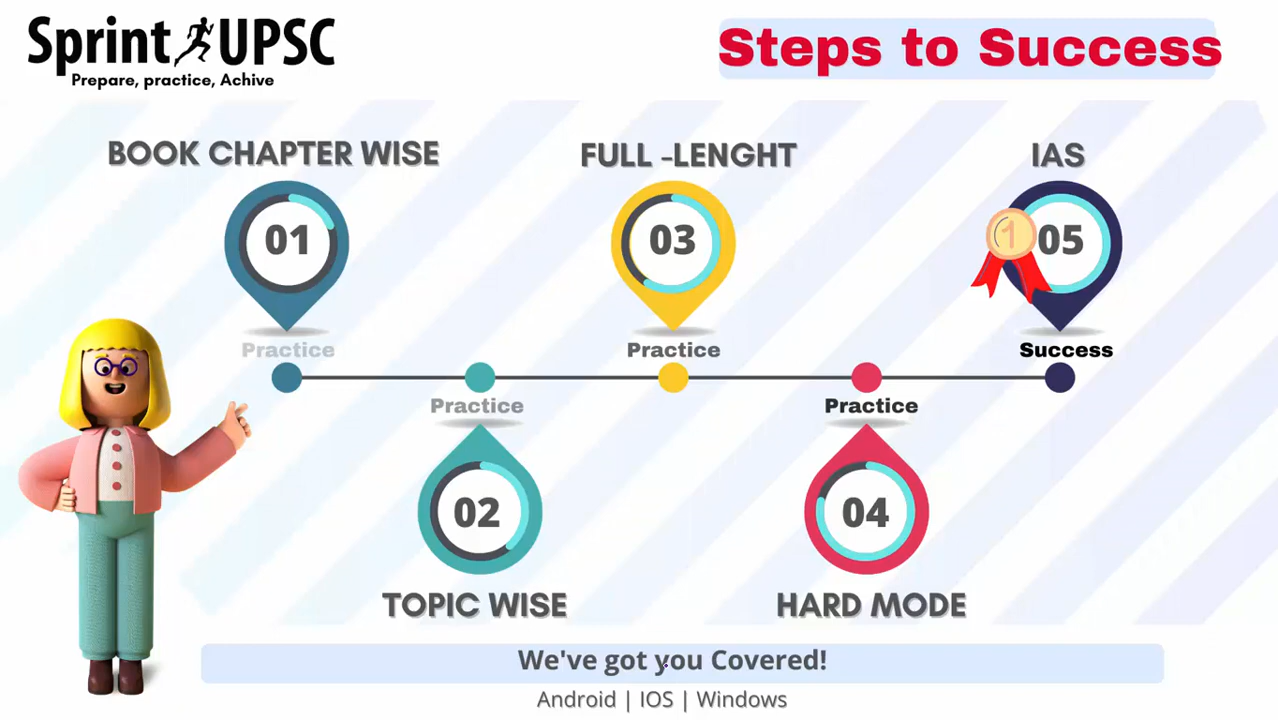 Sprint UPSC
Prepare, practice, Achive
Steps to Success
BOOK CHAPTER WISE
FULL -LENGHT
IAS
01
03
1
05
Practice
Practice
Success
Practice
Practice
02
04
TOPIC WISE
HARD MODE
We've got you Covered!
Android | IOS | Windows